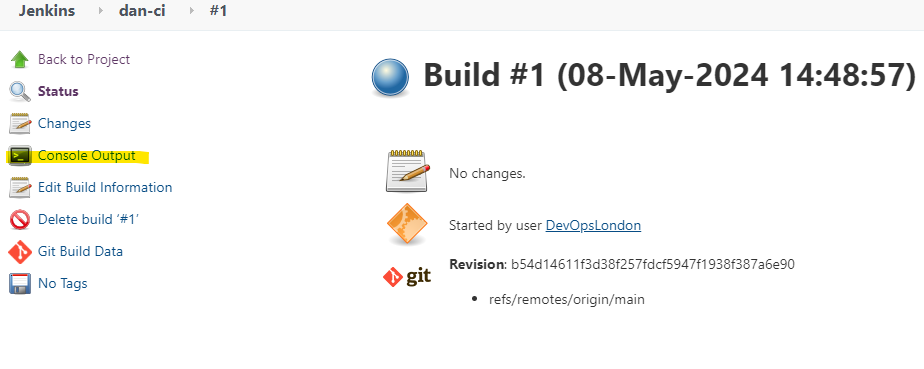 Jenkins dan-ci #1
Back to Project
Status
Changes
Console Output
Edit Build Information
Delete build ‘#1’
Git Build Data
No Tags
Build #1 (08-May-2024 14:48:57)
No changes.
Started by user DevOpsLondon
git
Revision: b54d14611f3d38f257fdcf5947f1938f387a6e90
refs/remotes/origin/main